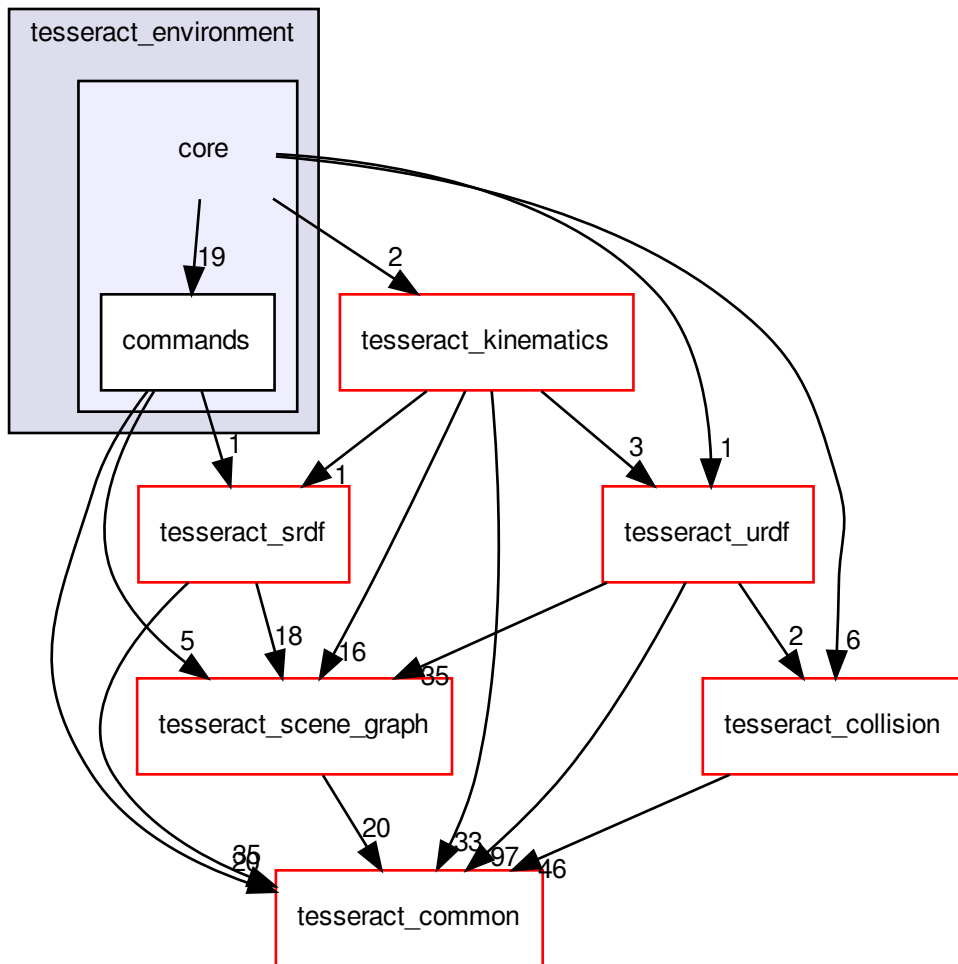 tesseract_environment
core
19
2
commands
tesseract_kinematics
1
1
3
1
tesseract_srdf
tesseract_urdf
5
18
16
35
2
6
tesseract_scene_graph
tesseract_collision
20
33
97
46
tesseract_common